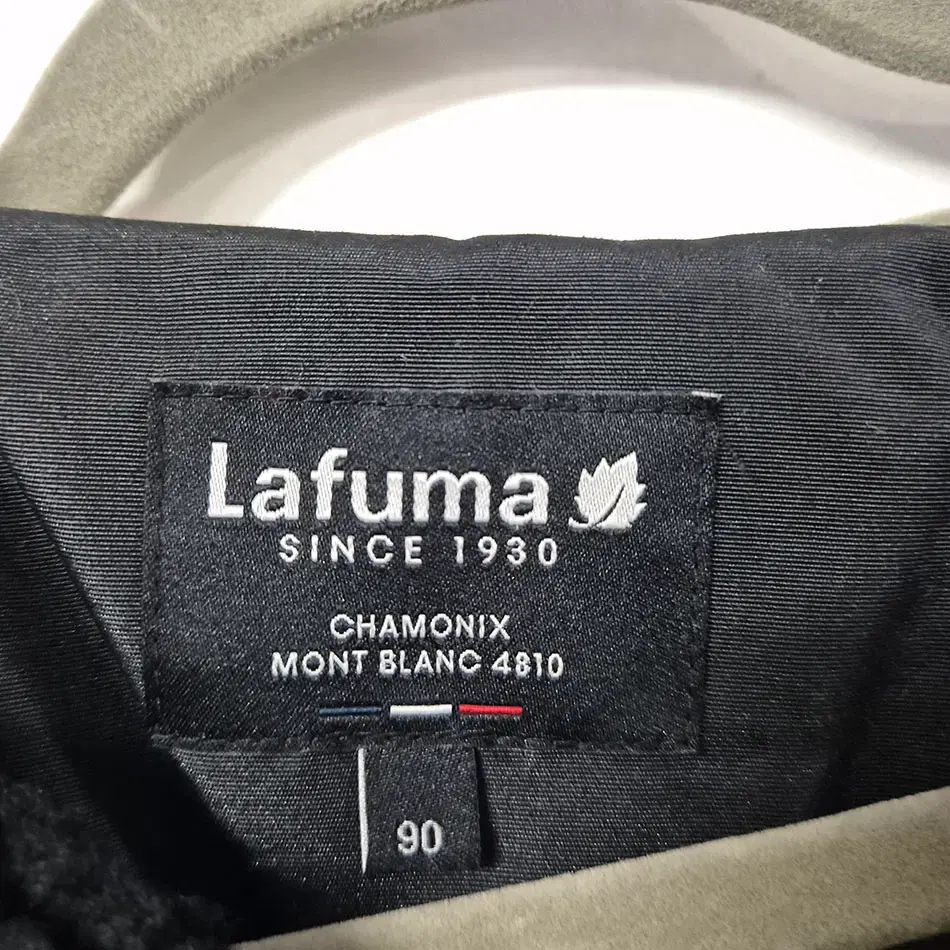 Lafuma
SINCE 1930
CHAMONIX
MONT BLANC 4810
90